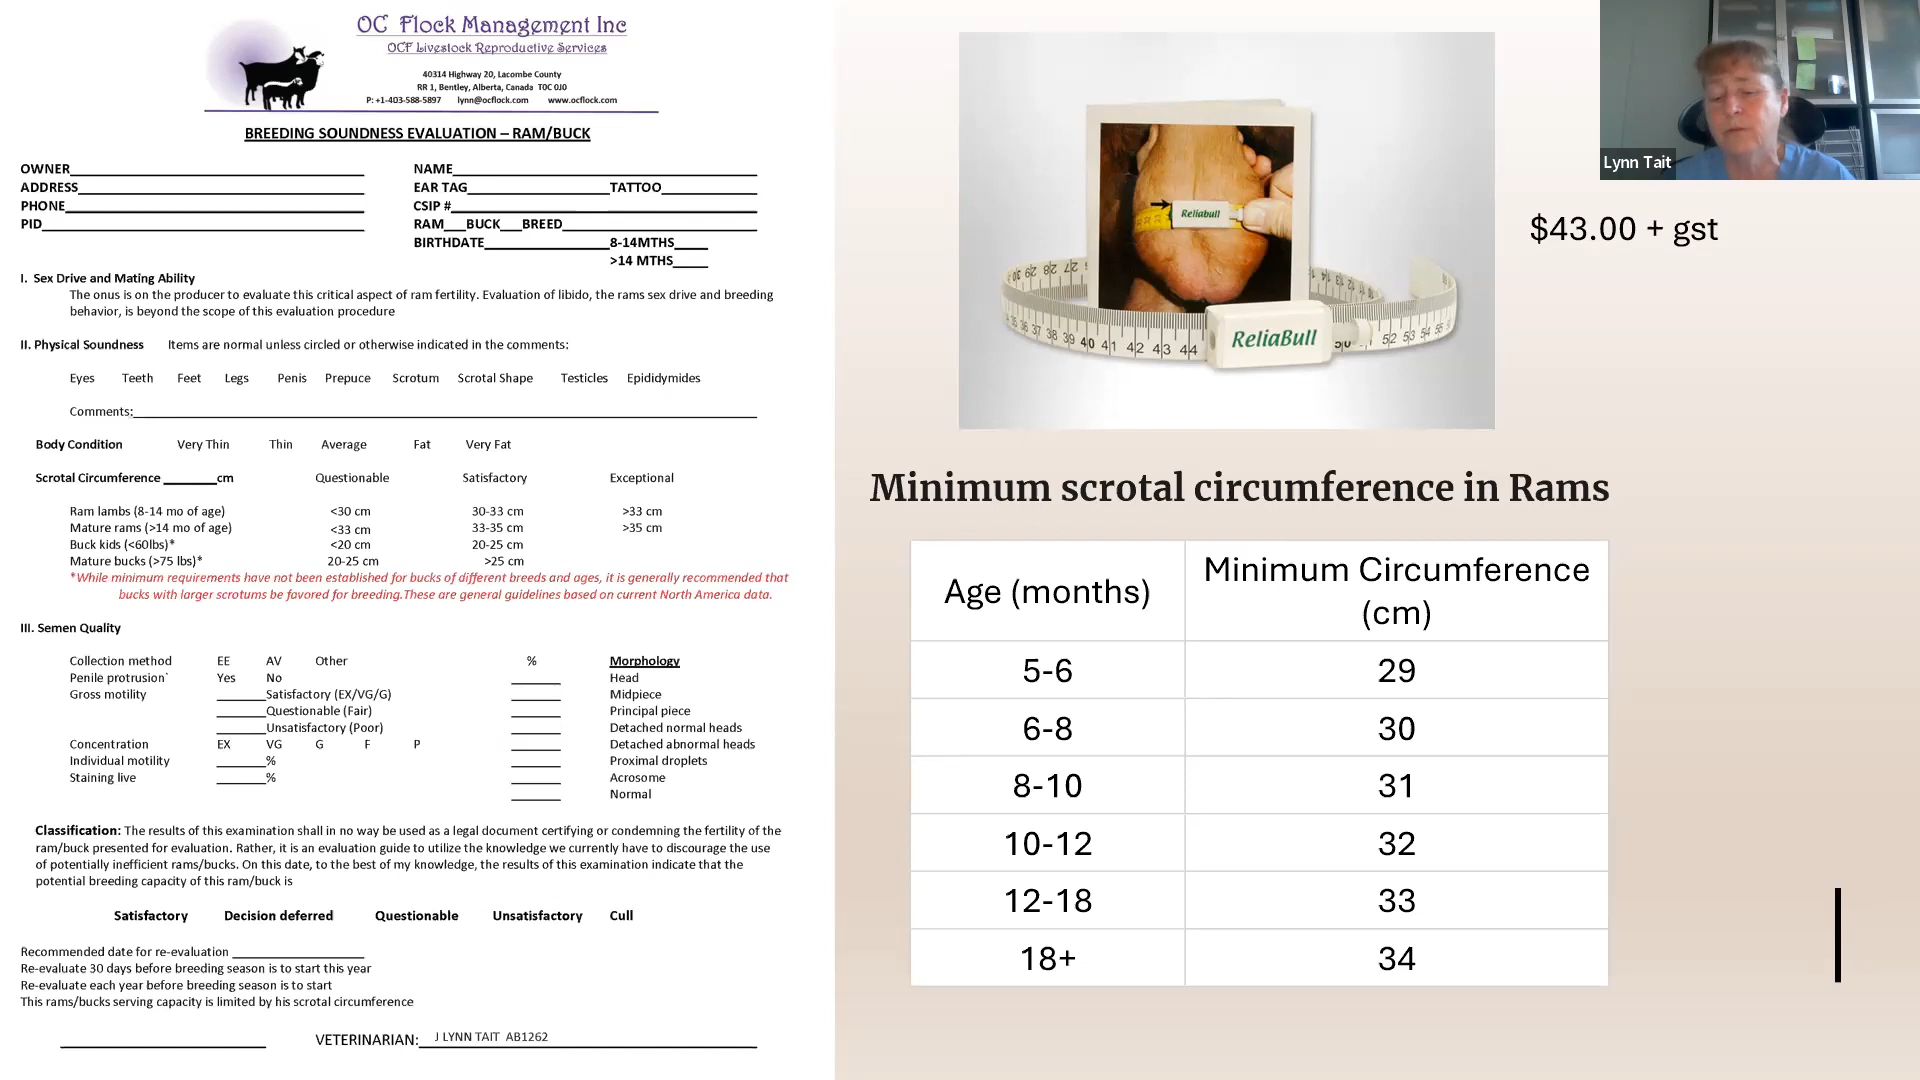 OC Flock Management Inc
OCF Livestock Reproductive Services
40314 Highway 20, Lacombe County
RR 1, Bentley, Alberta, Canada T0C 0J0
P: +1-403-588-5897 lynn@ocflock.com www.ocflock.com
BREEDING SOUNDNESS EVALUATION – RAM/BUCK
OWNER NAME
ADDRESS EAR TAG TATTOO
PHONE CSIP #
PID RAM BUCK BREED
BIRTHDATE 8-14MTHS
>14 MTHS
I. Sex Drive and Mating Ability
The onus is on the producer to evaluate this critical aspect of ram fertility. Evaluation of libido, the rams sex drive and breeding
behavior, is beyond the scope of this evaluation procedure
II. Physical Soundness Items are normal unless circled or otherwise indicated in the comments:
Eyes Teeth Feet Legs Penis Prepuce Scrotum Scrotal Shape Testicles Epididymides
Comments:
Body Condition Very Thin Thin Average Fat Very Fat
Scrotal Circumference cm Questionable Satisfactory Exceptional
Ram lambs (8-14 mo of age) <30 cm 30-33 cm >33 cm
Mature rams (>14 mo of age) <33 cm 33-35 cm >35 cm
Buck kids (<60lbs)* <20 cm 20-25 cm
Mature bucks (>75 lbs)* 20-25 cm >25 cm
*While minimum requirements have not been established for bucks of different breeds and ages, it is generally recommended that
bucks with larger scrotums be favored for breeding.These are general guidelines based on current North America data.
III. Semen Quality
Collection method EE AV Other % Morphology
Penile protrusion` Yes No Head
Gross motility Satisfactory (EX/VG/G) Midpiece
Questionable (Fair) Principal piece
Unsatisfactory (Poor) Detached normal heads
Concentration EX VG G F P Detached abnormal heads
Individual motility % Proximal droplets
Staining live % Acrosome
Normal
Classification: The results of this examination shall in no way be used as a legal document certifying or condemning the fertility of the
ram/buck presented for evaluation. Rather, it is an evaluation guide to utilize the knowledge we currently have to discourage the use
of potentially inefficient rams/bucks. On this date, to the best of my knowledge, the results of this examination indicate that the
potential breeding capacity of this ram/buck is
Satisfactory Decision deferred Questionable Unsatisfactory Cull
Recommended date for re-evaluation
Re-evaluate 30 days before breeding season is to start this year
Re-evaluate each year before breeding season is to start
This rams/bucks serving capacity is limited by his scrotal circumference
VETERINARIAN: J LYNN TAIT AB1262
Reliabull
30 29 28 27
36 37 38 39 40 41 42 43 44
ReliaBull
50 52 53 54 55
Lynn Tait
$43.00 + gst
Minimum scrotal circumference in Rams
Age (months) Minimum Circumference
(cm)
5-6 29
6-8 30
8-10 31
10-12 32
12-18 33
18+ 34